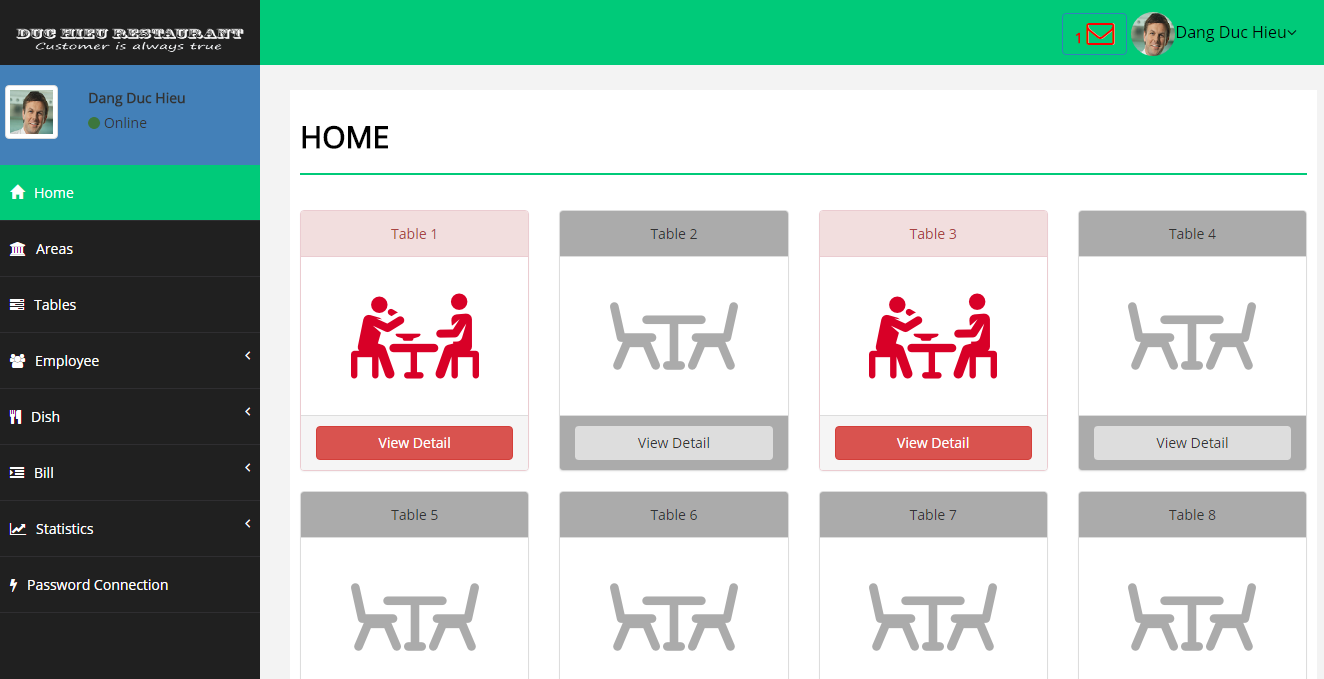 DUC HIEU RESTAURANT
Customer is always true
1
Dang Duc Hieu
Dang Duc Hieu
Online
Home
Areas
Tables
Employee
Dish
Bill
Statistics
Password Connection
HOME
Table 1
Table 2
Table 3
Table 4
View Detail
View Detail
View Detail
View Detail
Table 5
Table 6
Table 7
Table 8